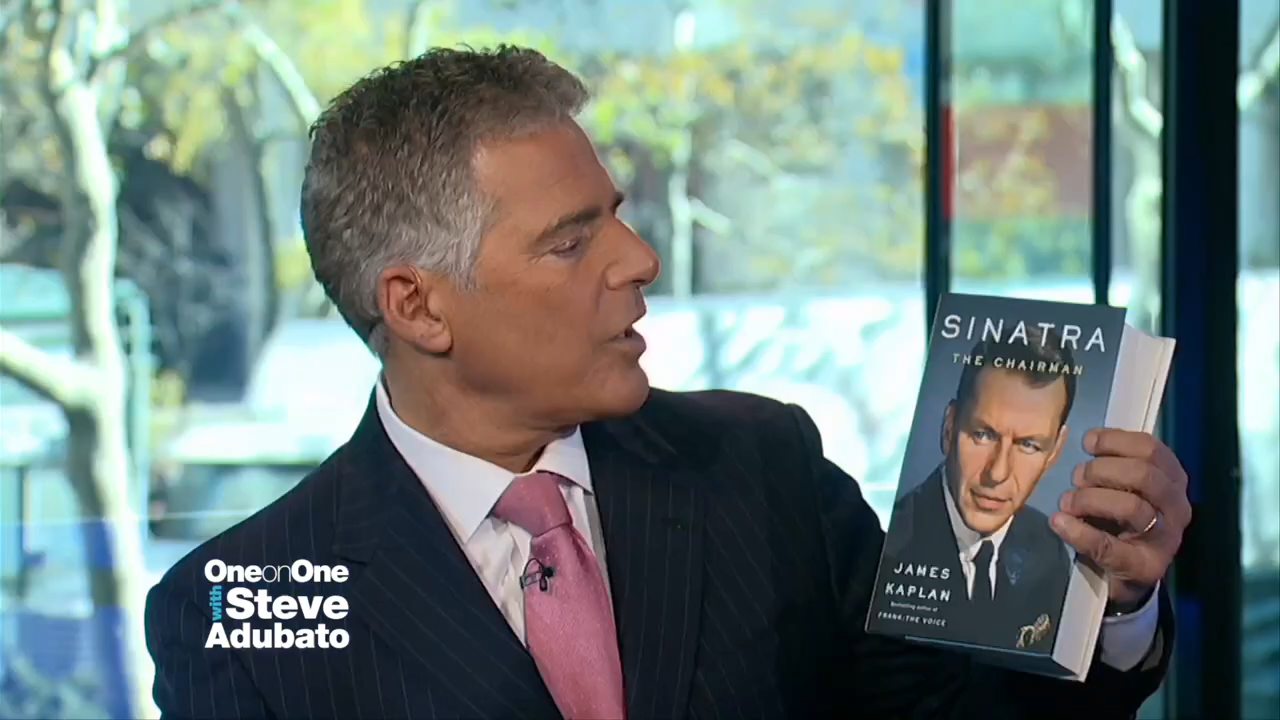 SINATRA
THE CHAIRMAN
JAMES
KAPLAN
Bestselling author of
FRANK: THE VOICE
OneonOne
with Steve
Adubato